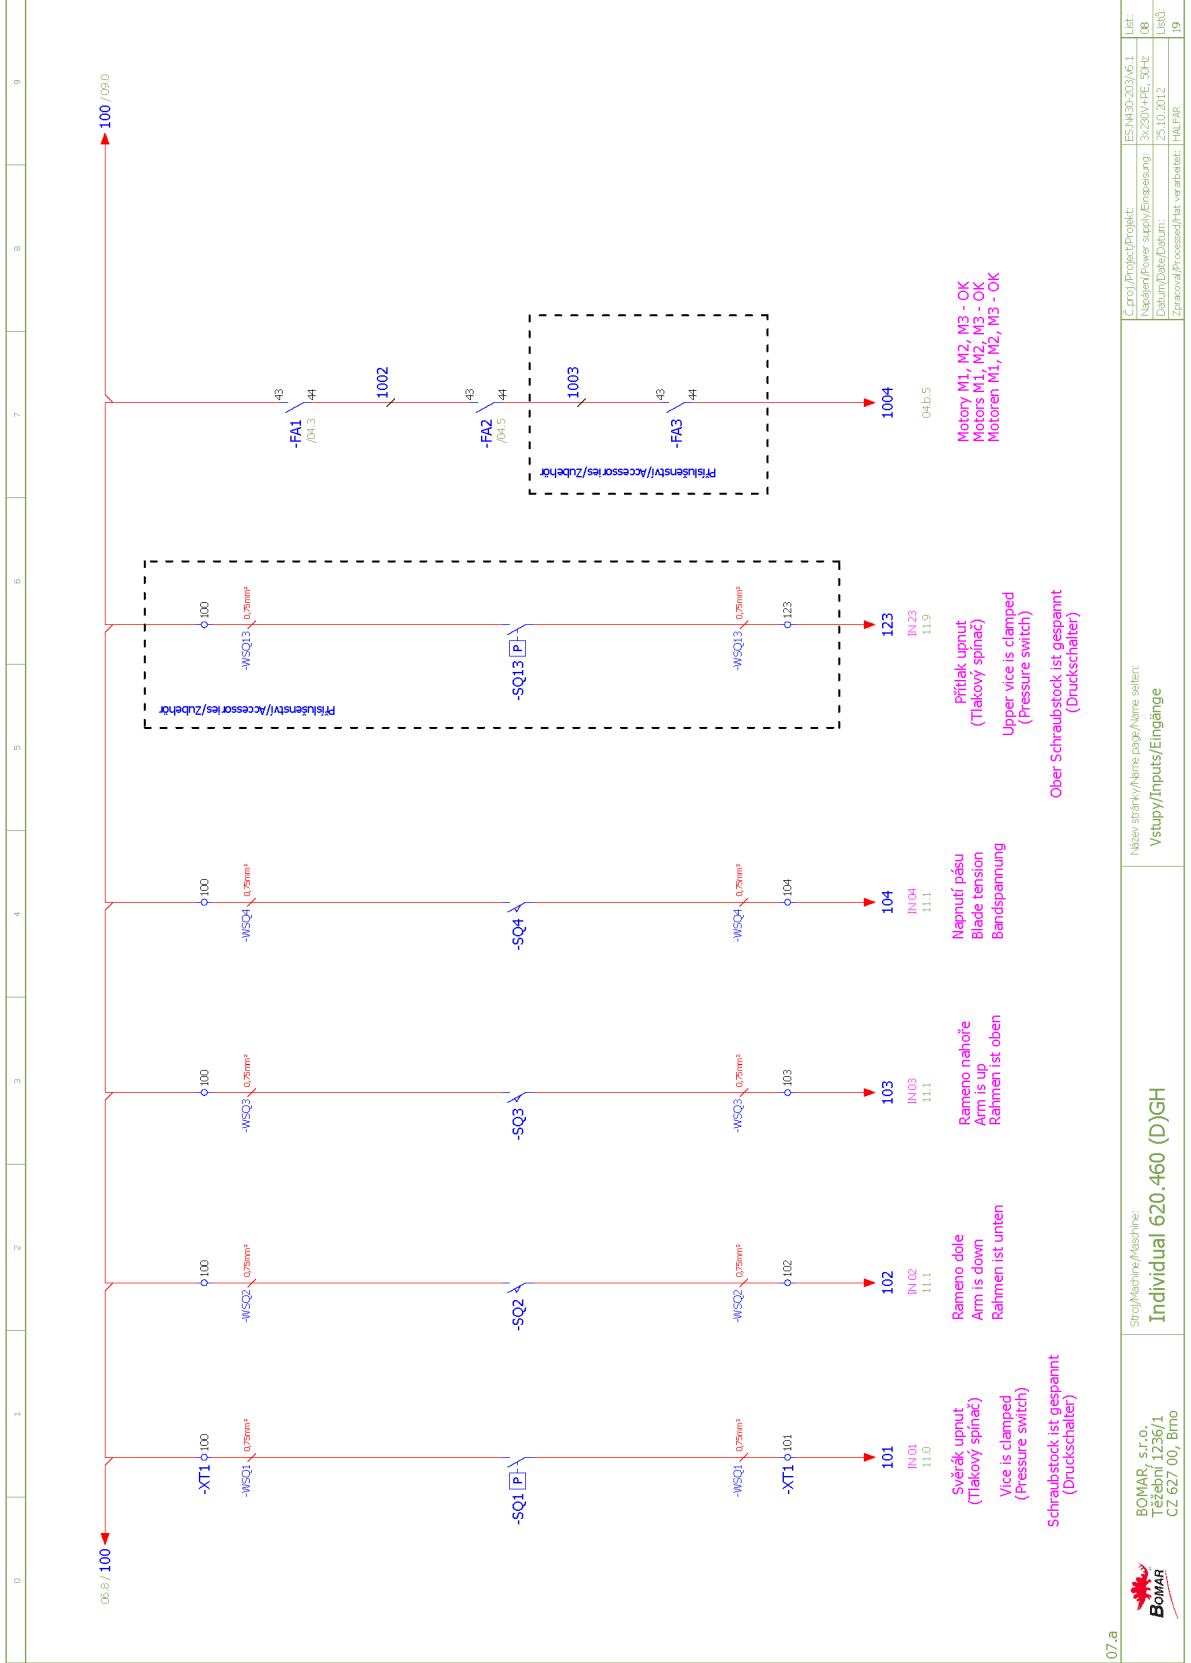 0 1 2 3 4 5 6 7 8 9
06.8 / 100
100 / 09.0
-XT1 100
-WSQ1 0,75mm²
-SQ1 P
-WSQ1 0,75mm²
-XT1 101
101
IN 01
11.0
Svěrák upnut
(Tlakový spínač)
Vice is clamped
(Pressure switch)
Schraubstock ist gespannt
(Druckschalter)
100
-WSQ2 0,75mm²
-SQ2
-WSQ2 0,75mm²
102
102
IN 02
11.1
Rameno dole
Arm is down
Rahmen ist unten
100
-WSQ3 0,75mm²
-SQ3
-WSQ3 0,75mm²
103
103
IN 03
11.1
Rameno nahoře
Arm is up
Rahmen ist oben
100
-WSQ4 0,75mm²
-SQ4
-WSQ4 0,75mm²
104
104
IN 04
11.1
Napnutí pásu
Blade tension
Bandspannung
Příslušenství/Accessories/Zubehör
100
-WSQ13 0,75mm²
-SQ13 P
-WSQ13 0,75mm²
123
123
IN 23
11.9
Přítlak upnut
(Tlakový spínač)
Upper vice is clamped
(Pressure switch)
Ober Schraubstock ist gespannt
(Druckschalter)
43
-FA1 44
/04.3
1002
43
-FA2 44
/04.5
Příslušenství/Accessories/Zubehör
1003
43
-FA3 44
1004
04.b.5
Motory M1, M2, M3 - OK
Motors M1, M2, M3 - OK
Motoren M1, M2, M3 - OK
07.a
BOMAR
BOMAR, s.r.o.
Těžební 1236/1
CZ 627 00, Brno
Stroj/Machine/Maschine:
Individual 620.460 (D)GH
Název stránky/Name page/Name seiten:
Vstupy/Inputs/Eingänge
Č.proj./Project/Projekt: ES.N430-203/v6.1
Napájení/Power supply/Einspeisung: 3x230V+PE, 50Hz
Datum/Date/Datum: 25.10.2012
Zpracoval/Processed/Hat verarbeitet: HALFAR
List:
08
Listů:
19